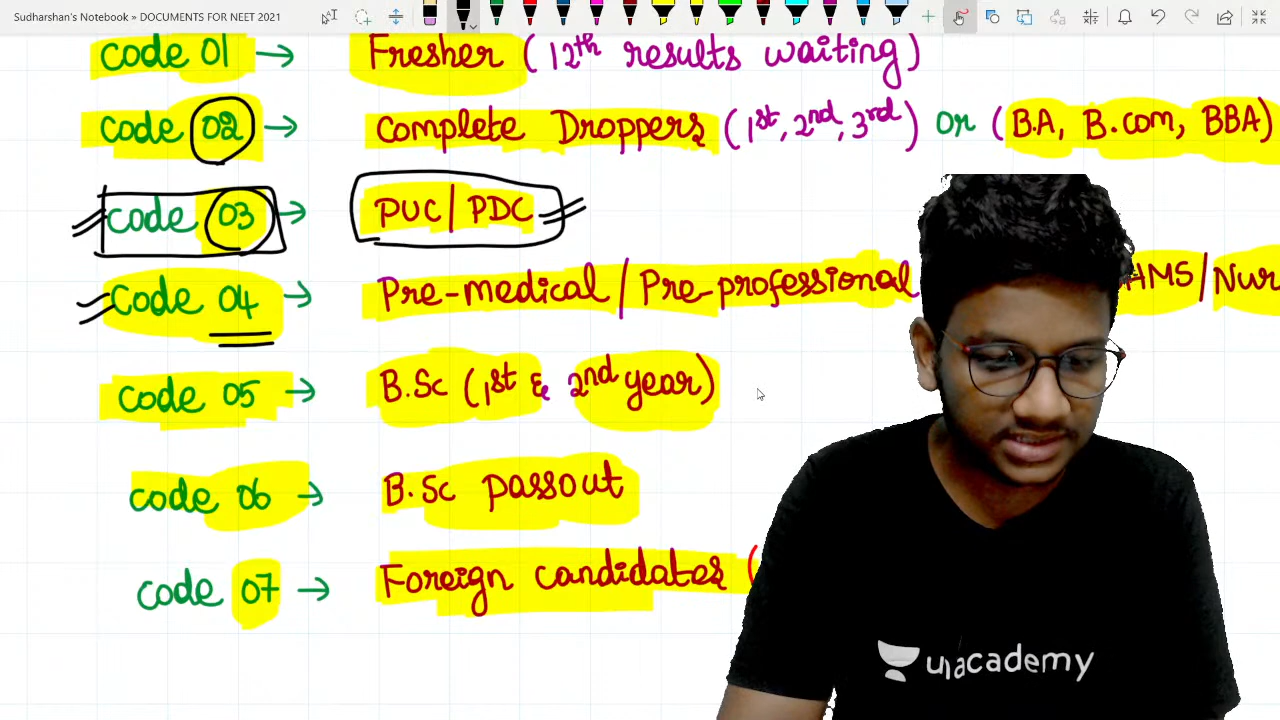 Sudharshan's Notebook » DOCUMENTS FOR NEET 2021
code 01 → Fresher (12th results waiting)
code 02 → complete Droppers (1st, 2nd, 3rd) or (B.A, B.com, BBA)
code 03 → PUC/PDC
code 04 → Pre-medical/Pre-professional HMS/Nur
code 05 → B.Sc (1st & 2nd year)
code 06 → B.Sc passout
code 07 → Foreign candidates (
unacademy